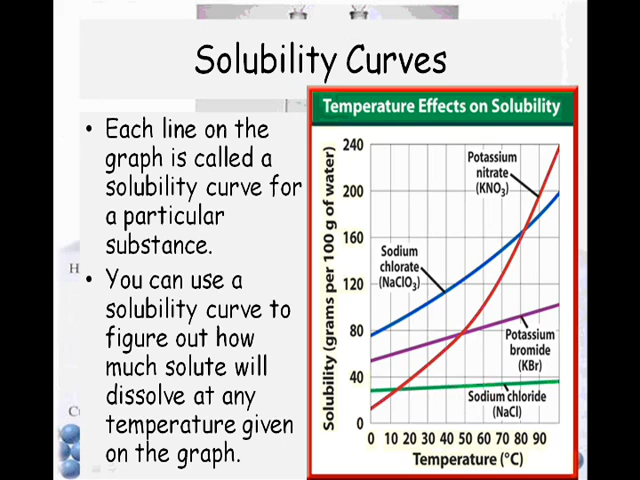 Solubility Curves
• Each line on the
graph is called a
solubility curve for
a particular
substance.
• You can use a
solubility curve to
figure out how
much solute will
dissolve at any
temperature given
on the graph.
Temperature Effects on Solubility
Solubility (grams per 100 g of water)
240
200
160
120
80
40
0
Potassium
nitrate
(KNO₃)
Sodium
chlorate
(NaClO₃)
Potassium
bromide
(KBr)
Sodium chloride
(NaCl)
0 10 20 30 40 50 60 70 80 90
Temperature (°C)